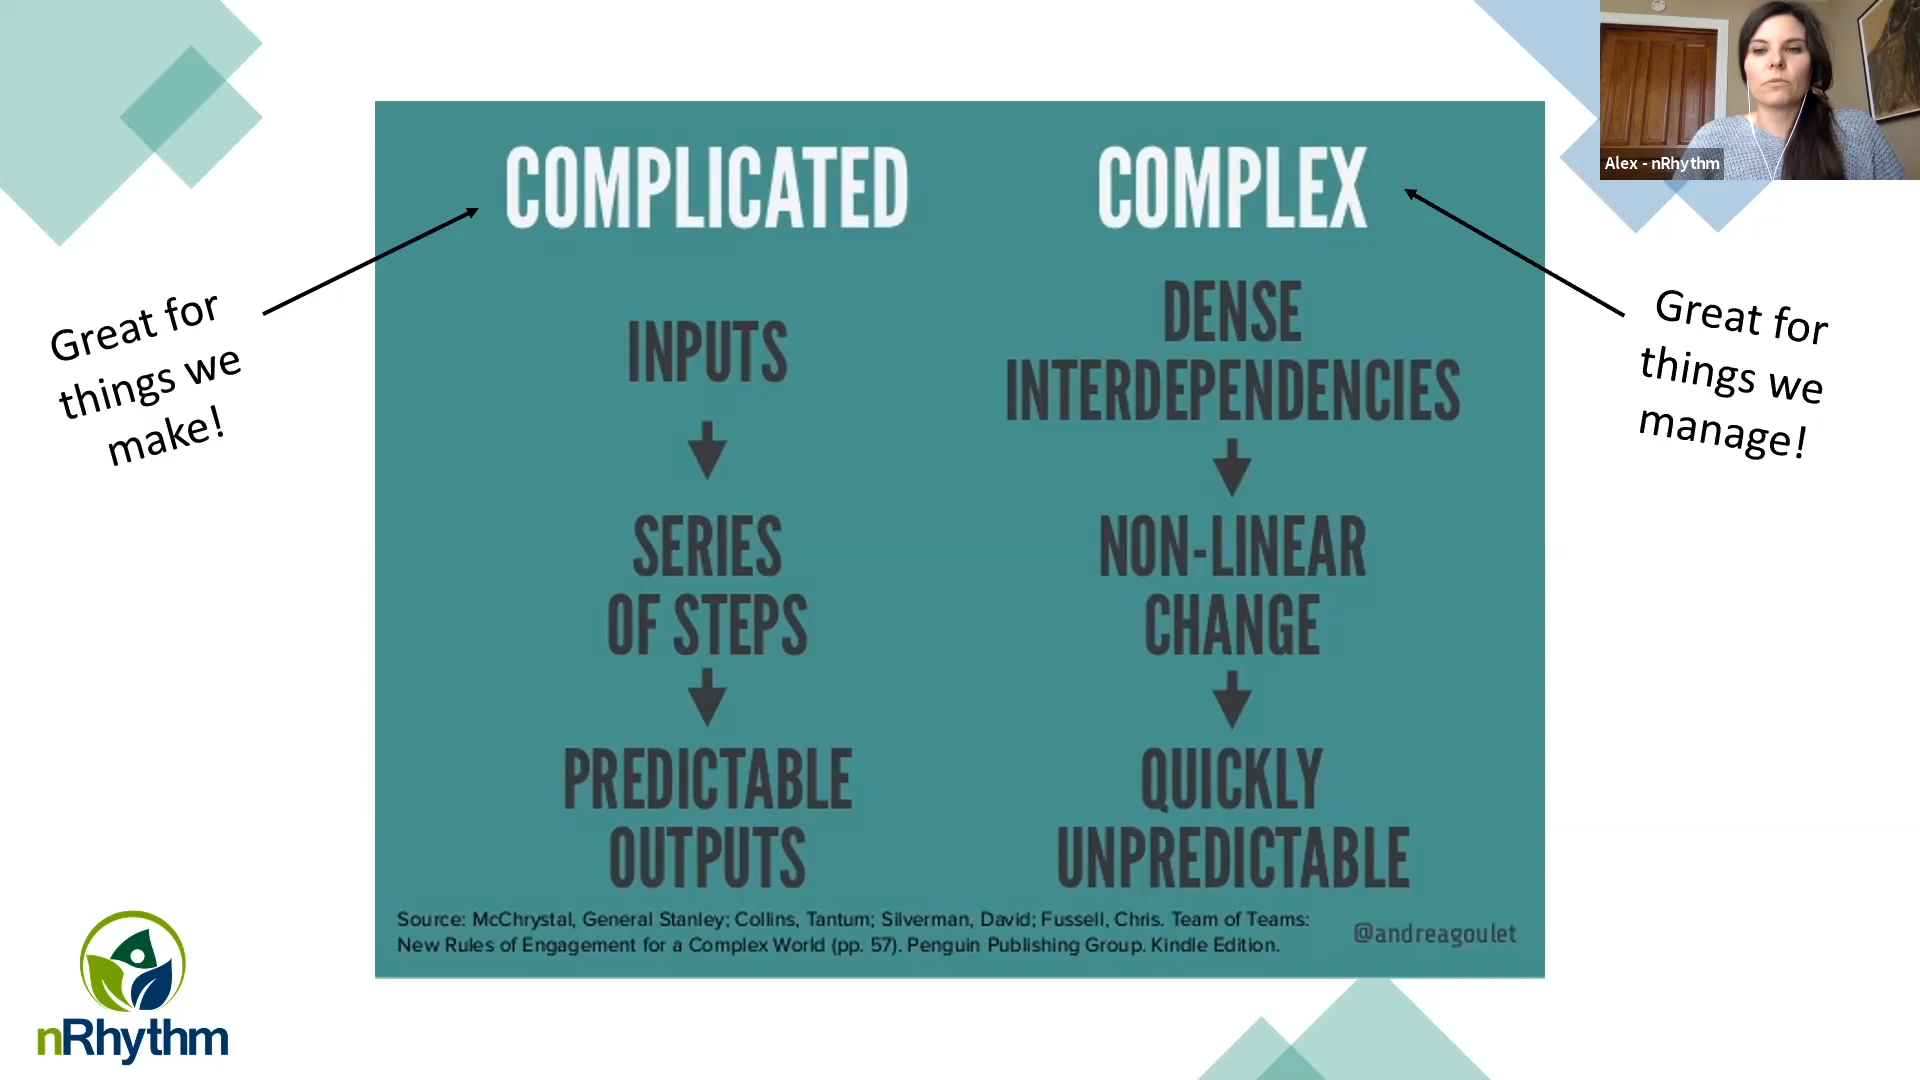 Alex - nRhythm
COMPLICATED
COMPLEX
Great for
things we
make!
Great for
things we
manage!
INPUTS
SERIES
OF STEPS
PREDICTABLE
OUTPUTS
DENSE
INTERDEPENDENCIES
NON-LINEAR
CHANGE
QUICKLY
UNPREDICTABLE
Source: McChrystal, General Stanley; Collins, Tantum; Silverman, David; Fussell, Chris. Team of Teams:
New Rules of Engagement for a Complex World (pp. 57). Penguin Publishing Group. Kindle Edition.
@andreagoulet
nRhythm